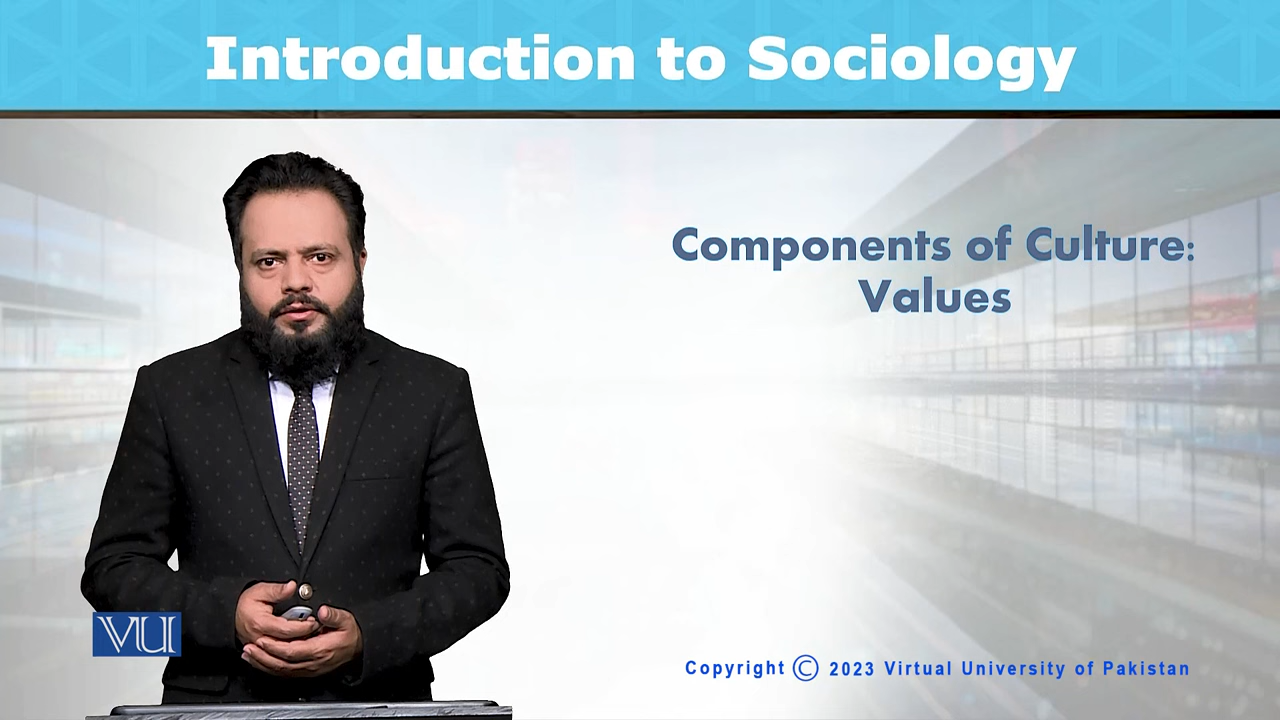 Introduction to Sociology
Components of Culture:
Values
VU
Copyright © 2023 Virtual University of Pakistan